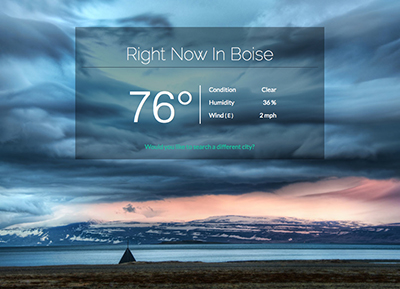 Right Now In Boise
76°
Condition Clear
Humidity 36 %
Wind ( E ) 2 mph
Would you like to search a different city?